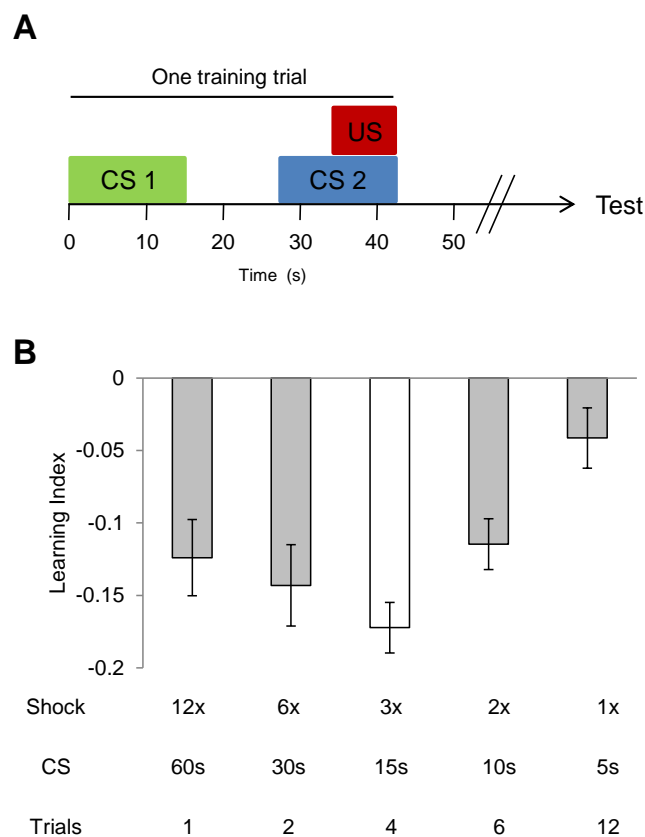 A
One training trial
US
CS 1
CS 2
Test
0 10 20 30 40 50
Time (s)
B
0
-0.05
-0.1
-0.15
-0.2
Learning Index
Shock 12x 6x 3x 2x 1x
CS 60s 30s 15s 10s 5s
Trials 1 2 4 6 12